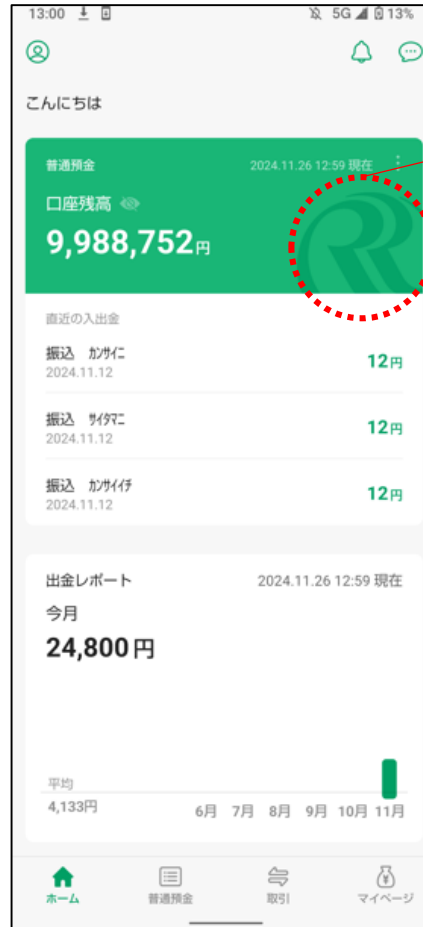 13:00 5G 13%
こんにちは
普通預金 2024.11.26 12:59 現在
口座残高
9,988,752円
直近の入出金
振込 ｶﾝｻｲﾆ 12円
2024.11.12
振込 ｻｲﾀﾏﾆ 12円
2024.11.12
振込 ｶﾝｻｲｲﾁ 12円
2024.11.12
出金レポート 2024.11.26 12:59 現在
今月
24,800円
平均
4,133円 6月 7月 8月 9月 10月 11月
ホーム 普通預金 取引 マイページ